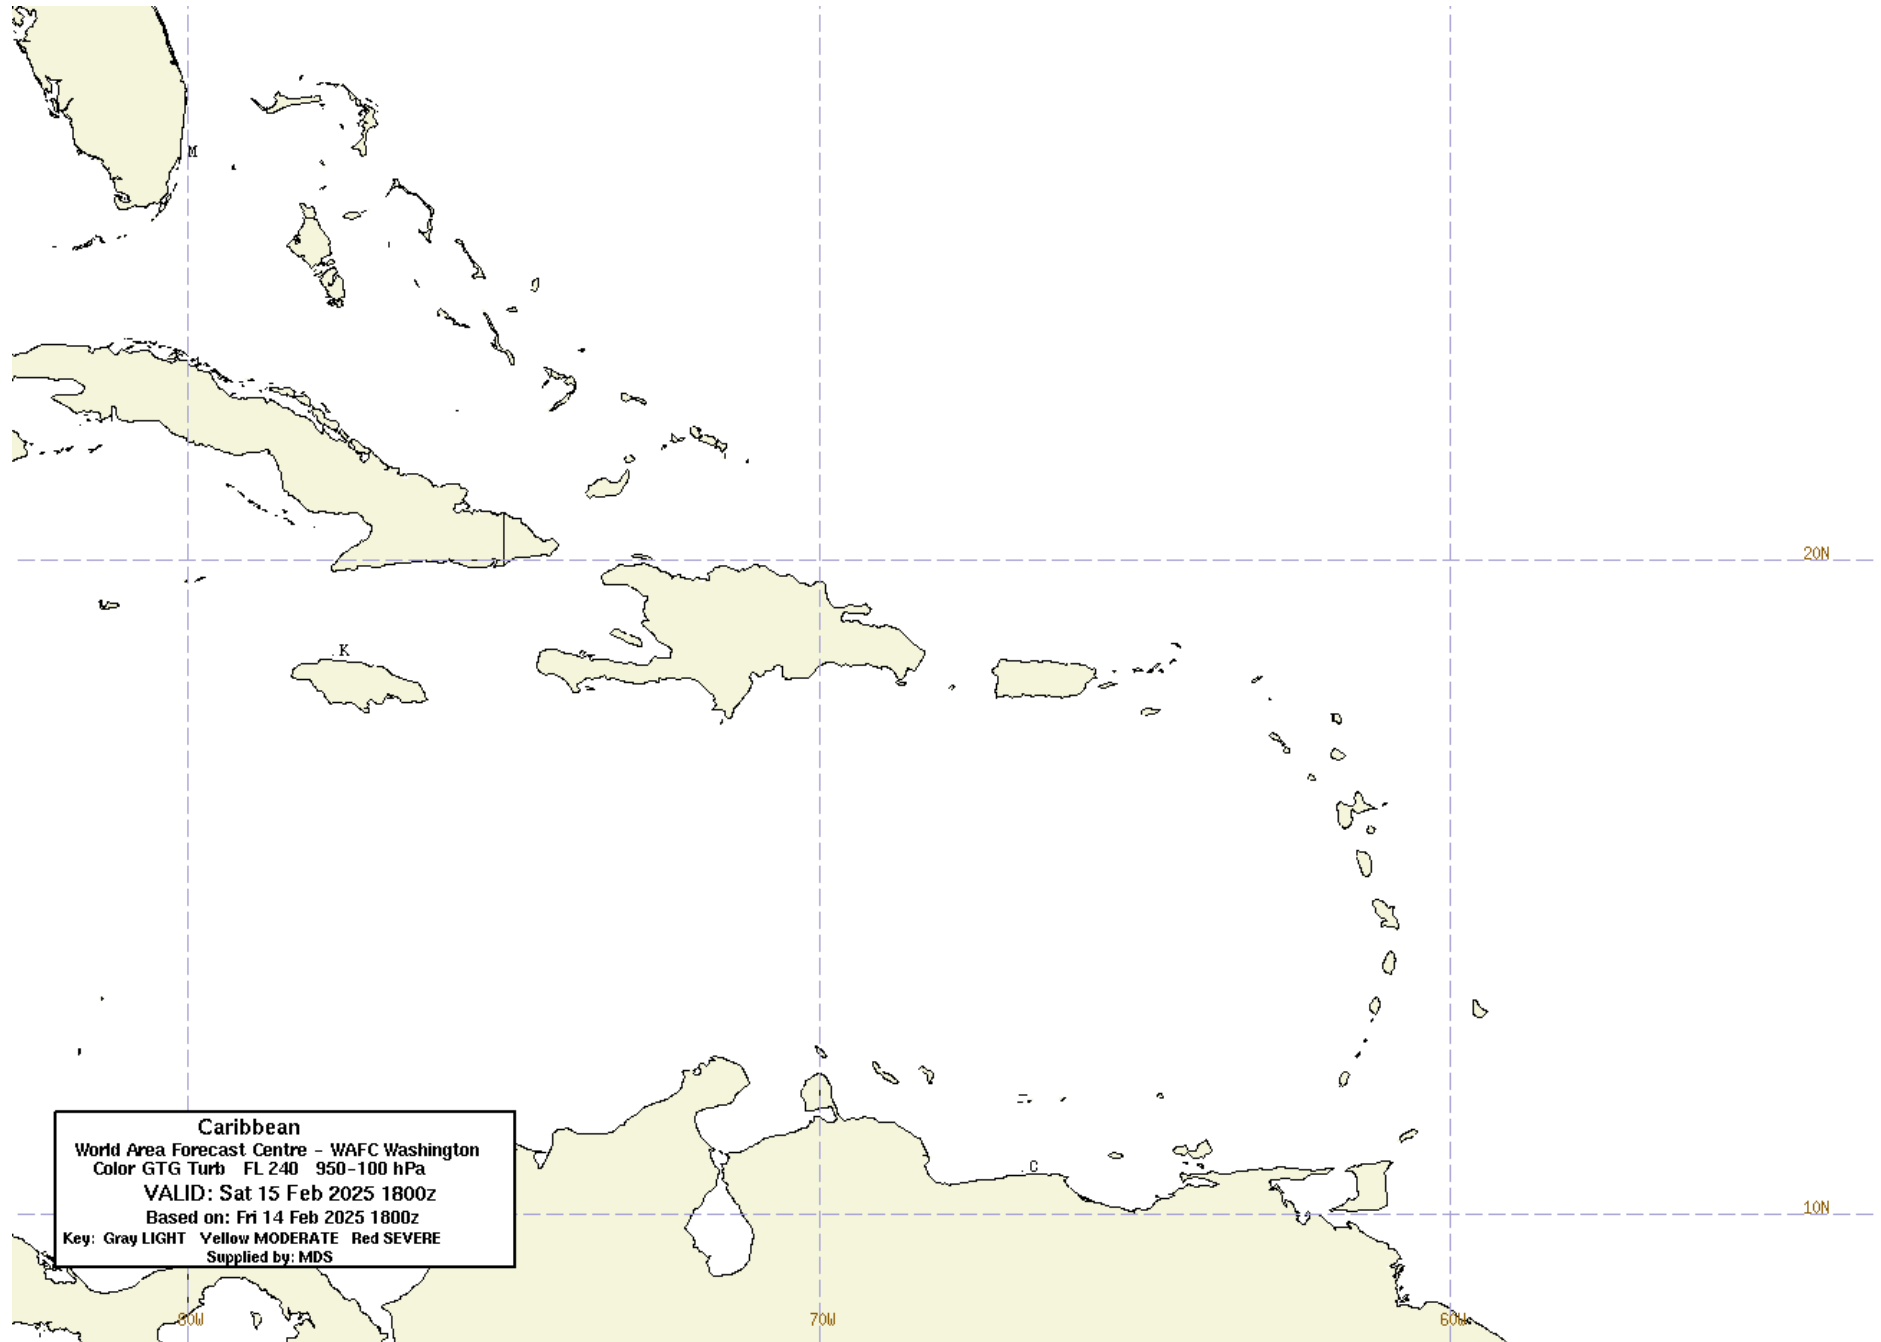 M
20N
K
C
10N
Caribbean
World Area Forecast Centre - WAFC Washington
Color GTG Turb FL 240 950-100 hPa
VALID: Sat 15 Feb 2025 1800z
Based on: Fri 14 Feb 2025 1800z
Key: Gray LIGHT Yellow MODERATE Red SEVERE
Supplied by: MDS
80W 70W 60W